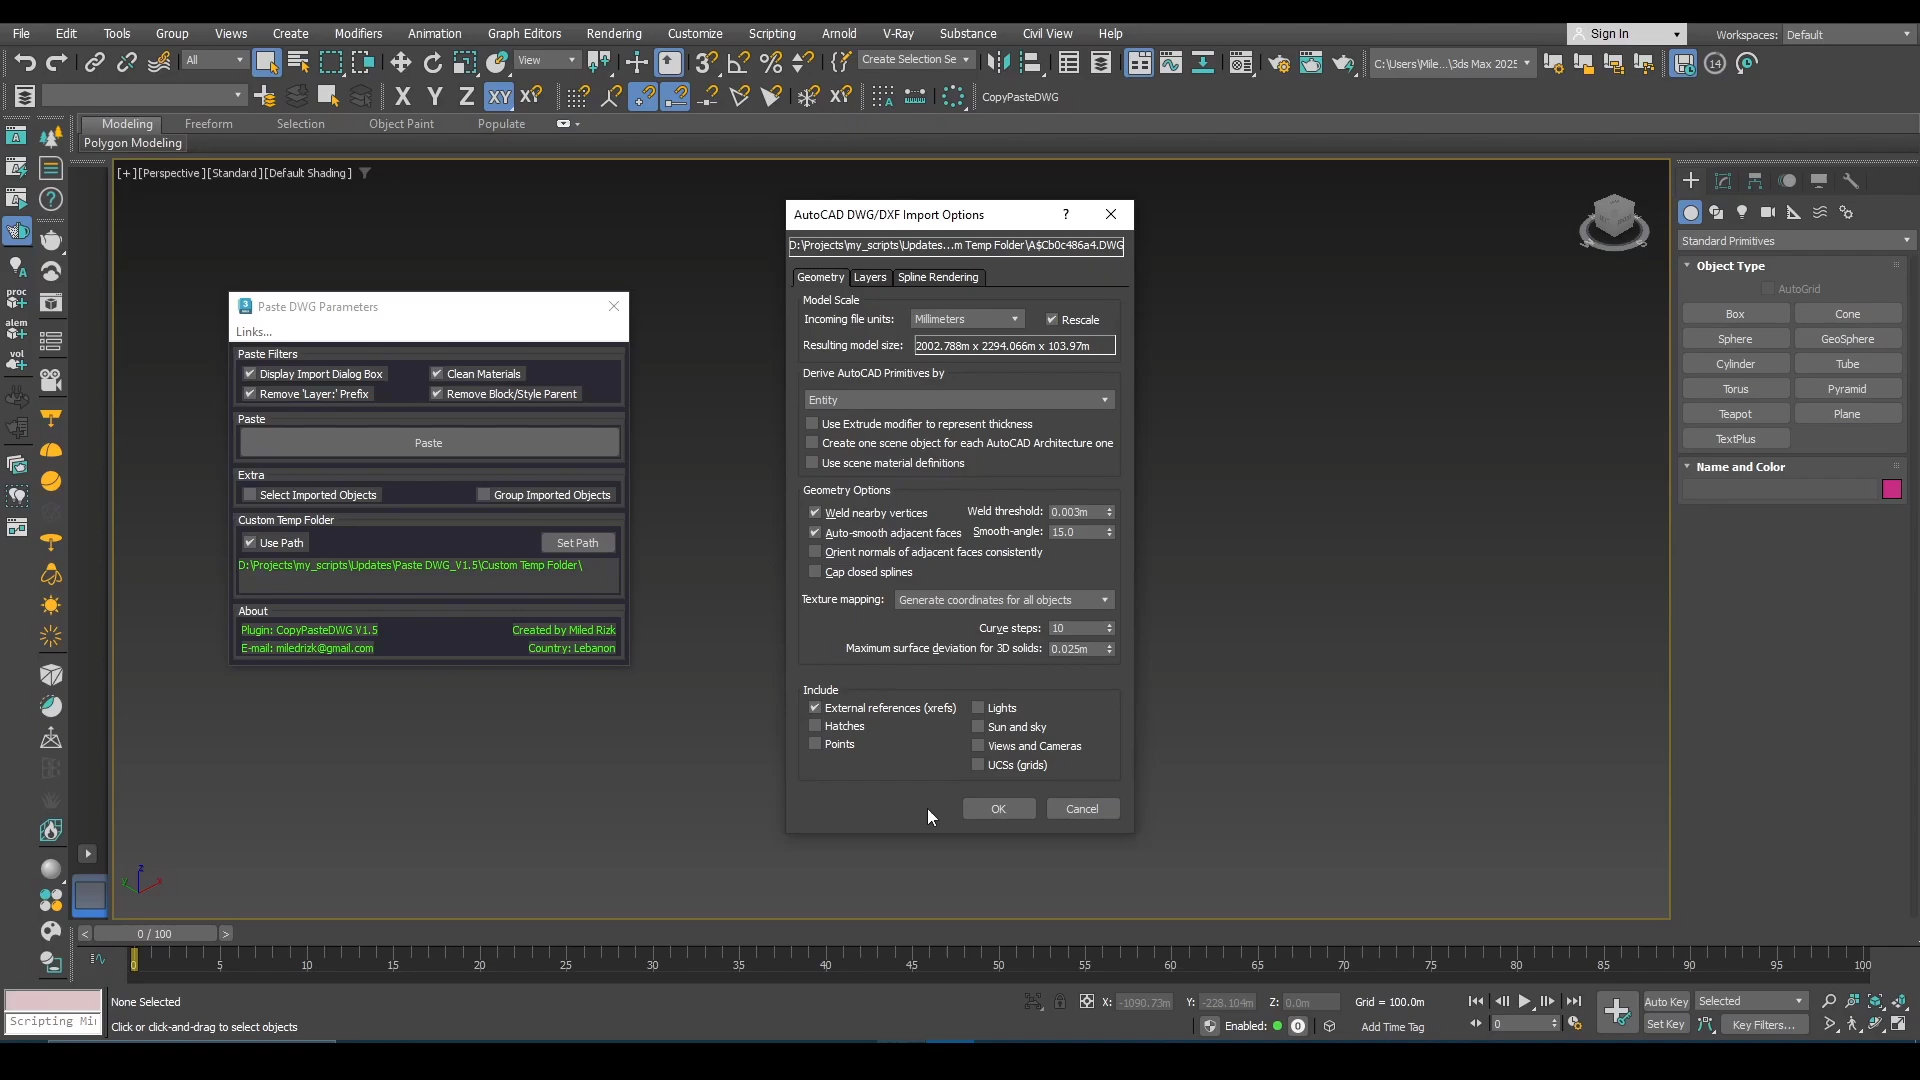 File Edit Tools Group Views Create Modifiers Animation Graph Editors Rendering Customize Scripting Arnold V-Ray Substance Civil View Help Sign In Workspaces: Default
All View Create Selection Se C:\Users\Mile...\3ds Max 2025 14
X Y Z XY CopyPasteDWG
Modeling Freeform Selection Object Paint Populate
Polygon Modeling
[+][Perspective][Standard][Default Shading]
proc
alem
vol
Paste DWG Parameters
Links...
Paste Filters
Display Import Dialog Box Clean Materials
Remove 'Layer:' Prefix Remove Block/Style Parent
Paste
Paste
Extra
Select Imported Objects Group Imported Objects
Custom Temp Folder
Use Path Set Path
D:\Projects\my_scripts\Updates\Paste DWG_V1.5\Custom Temp Folder\
About
Plugin: CopyPasteDWG V1.5 Created by Miled Rizk
E-mail: miledrizk@gmail.com Country: Lebanon
AutoCAD DWG/DXF Import Options ?
D:\Projects\my_scripts\Updates...m Temp Folder\A$Cb0c486a4.DWG
Geometry Layers Spline Rendering
Model Scale
Incoming file units: Millimeters Rescale
Resulting model size: 2002.788m x 2294.066m x 103.97m
Derive AutoCAD Primitives by
Entity
Use Extrude modifier to represent thickness
Create one scene object for each AutoCAD Architecture one
Use scene material definitions
Geometry Options
Weld nearby vertices Weld threshold: 0.003m
Auto-smooth adjacent faces Smooth-angle: 15.0
Orient normals of adjacent faces consistently
Cap closed splines
Texture mapping: Generate coordinates for all objects
Curve steps: 10
Maximum surface deviation for 3D solids: 0.025m
Include
External references (xrefs) Lights
Hatches Sun and sky
Points Views and Cameras
UCSs (grids)
OK Cancel
Standard Primitives
Object Type
AutoGrid
Box Cone
Sphere GeoSphere
Cylinder Tube
Torus Pyramid
Teapot Plane
TextPlus
Name and Color
z
y x
< 0 / 100 >
0 5 10 15 20 25 30 35 40 45 50 55 60 65 70 75 80 85 90 95 100
None Selected X: -1090.73m Y: -228.104m Z: 0.0m Grid = 100.0m Auto Key Selected
Scripting Mi
Click or click-and-drag to select objects Enabled: 0 Add Time Tag 0 Set Key Key Filters...